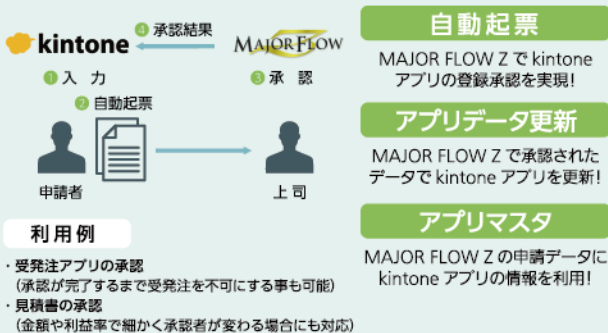 kintone
④ 承認結果
MAJOR FLOW Z
① 入 力
③ 承 認
② 自動起票
申請者
上司
利用例
・受発注アプリの承認
(承認が完了するまで受発注を不可にする事も可能)
・見積書の承認
(金額や利益率で細かく承認者が変わる場合にも対応)
自動起票
MAJOR FLOW Z で kintone
アプリの登録承認を実現!
アプリデータ更新
MAJOR FLOW Z で承認された
データで kintone アプリを更新!
アプリマスタ
MAJOR FLOW Z の申請データに
kintone アプリの情報を利用!